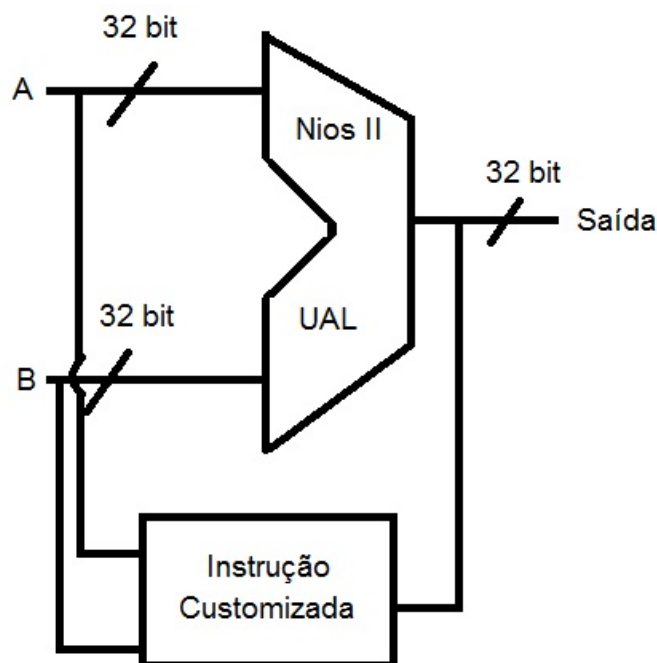 32 bit
A
Nios II
32 bit
Saída
32 bit
UAL
B
Instrução
Customizada